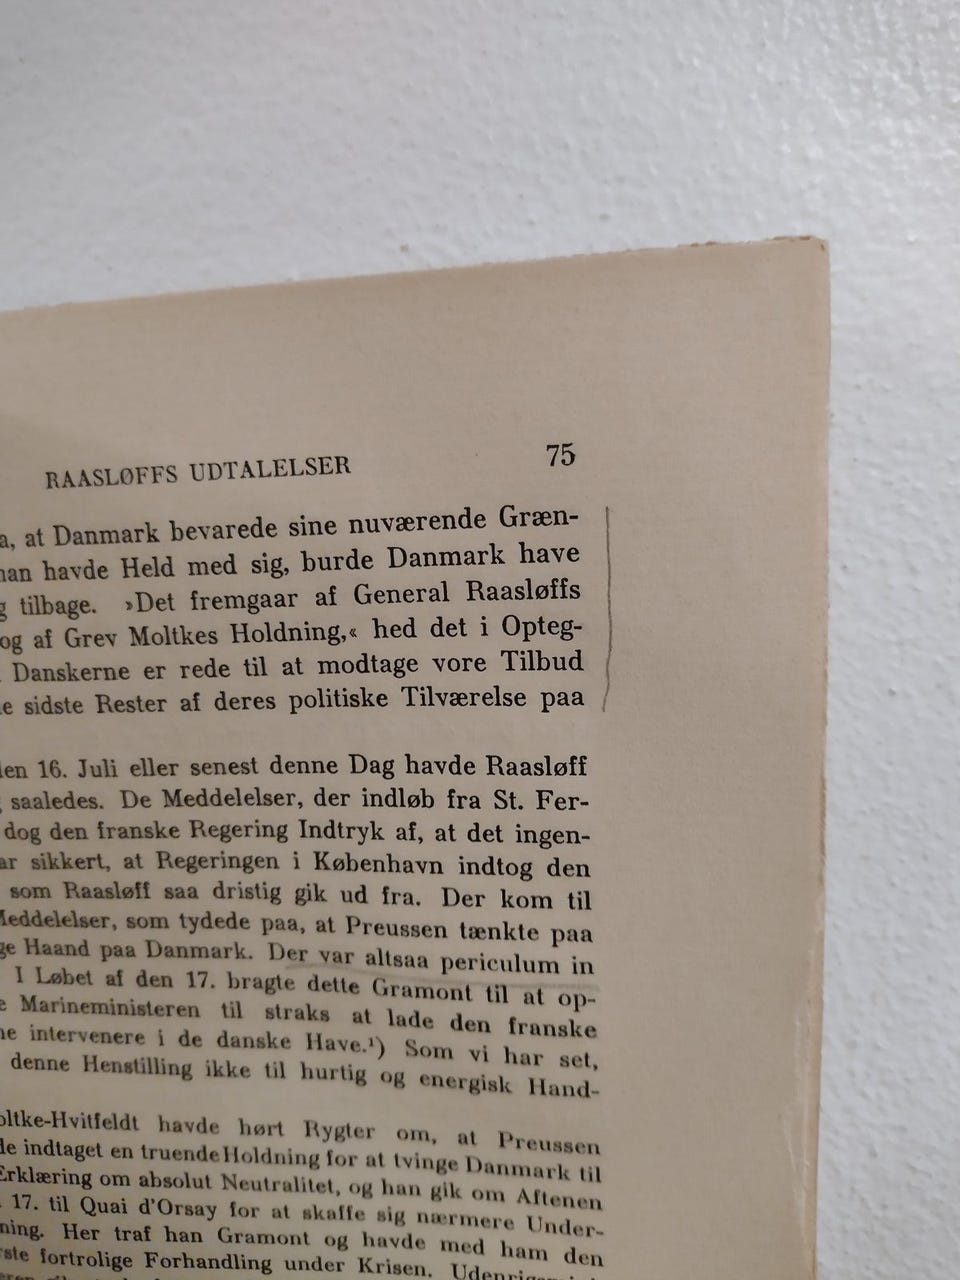 RAASLØFFS UDTALELSER 75
at Danmark bevarede sine nuværende Græn-
havde Held med sig, burde Danmark have
tilbage. »Det fremgaar af General Raasløffs
og af Grev Moltkes Holdning,« hed det i Opteg-
Danskerne er rede til at modtage vore Tilbud
sidste Rester af deres politiske Tilværelse paa
16. Juli eller senest denne Dag havde Raasløff
saaledes. De Meddelelser, der indløb fra St. Fer-
dog den franske Regering Indtryk af, at det ingen-
sikkert, at Regeringen i København indtog den
som Raasløff saa dristig gik ud fra. Der kom til
Meddelelser, som tydede paa, at Preussen tænkte paa
Haand paa Danmark. Der var altsaa periculum in
I Løbet af den 17. bragte dette Gramont til at op-
Marineministeren til straks at lade den franske
intervenere i de danske Have.¹) Som vi har set,
denne Henstilling ikke til hurtig og energisk Hand-
oltke-Hvitfeldt havde hørt Rygter om, at Preussen
indtaget en truende Holdning for at tvinge Danmark til
Erklæring om absolut Neutralitet, og han gik om Aftenen
17. til Quai d'Orsay for at skaffe sig nærmere Under-
ning. Her traf han Gramont og havde med ham den
fortrolige Forhandling under Krisen.